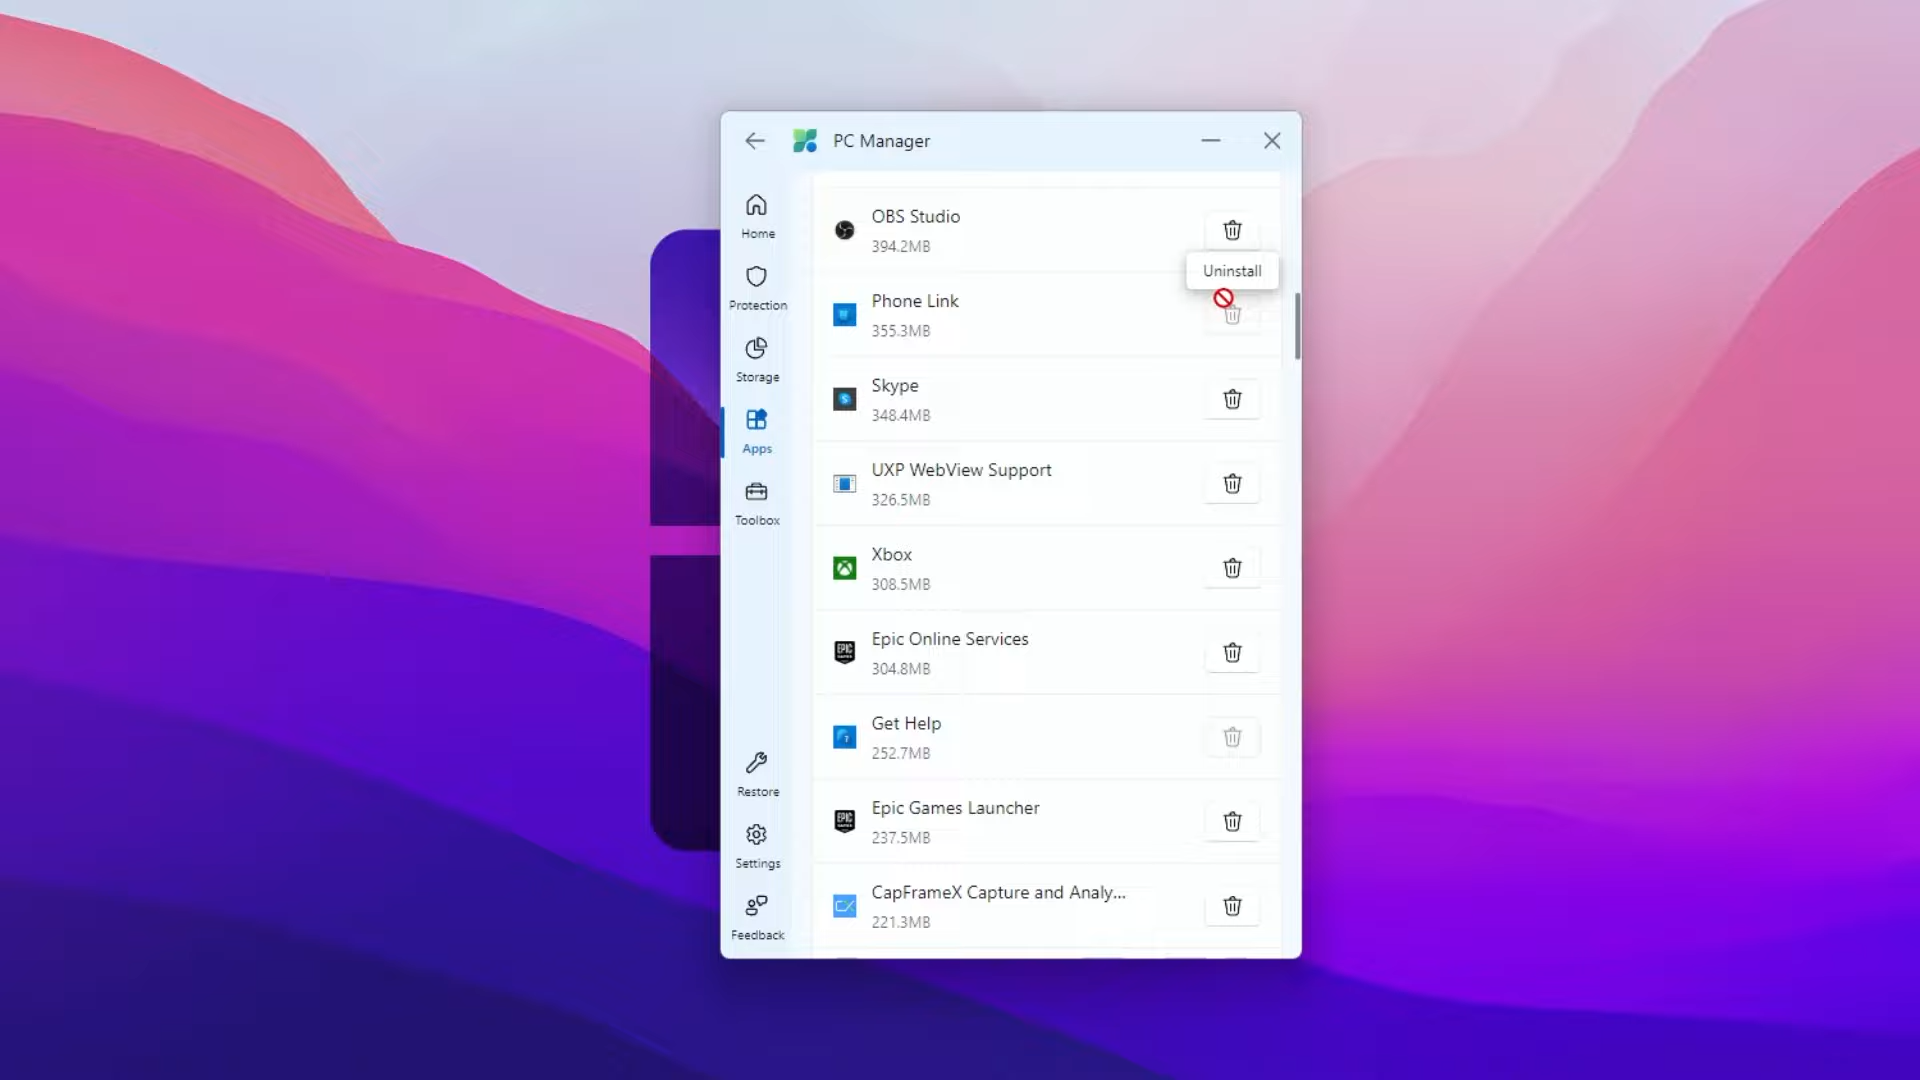 PC Manager
Home
Protection
Storage
Apps
Toolbox
Restore
Settings
Feedback
OBS Studio
394.2MB
Uninstall
Phone Link
355.3MB
Skype
348.4MB
UXP WebView Support
326.5MB
Xbox
308.5MB
Epic Online Services
304.8MB
Get Help
252.7MB
Epic Games Launcher
237.5MB
CapFrameX Capture and Analy...
221.3MB